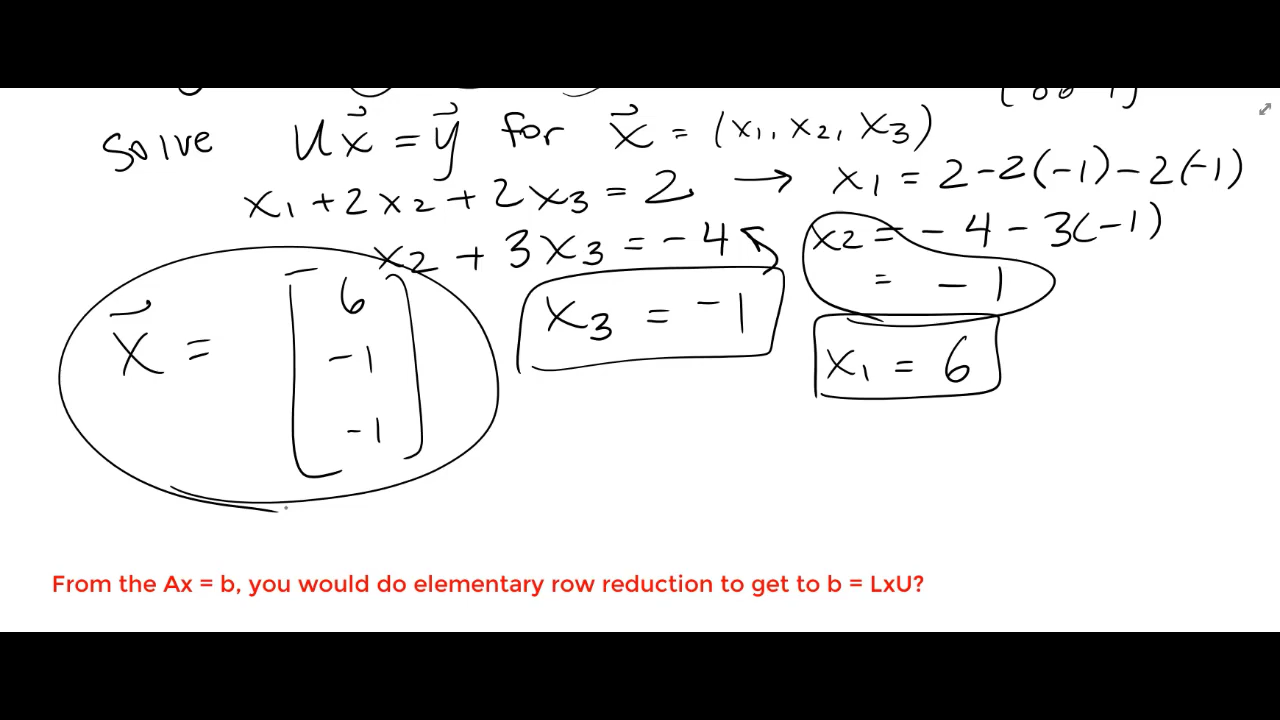 Solve Ux⃗ = y⃗ for x⃗ = (x1, x2, x3)
x1 + 2x2 + 2x3 = 2 → x1 = 2 - 2(-1) - 2(-1)
x2 + 3x3 = -4 x2 = -4 - 3(-1)
= -1
x3 = -1 x1 = 6
x⃗ = [6
-1
-1]
From the Ax = b, you would do elementary row reduction to get to b = LxU?